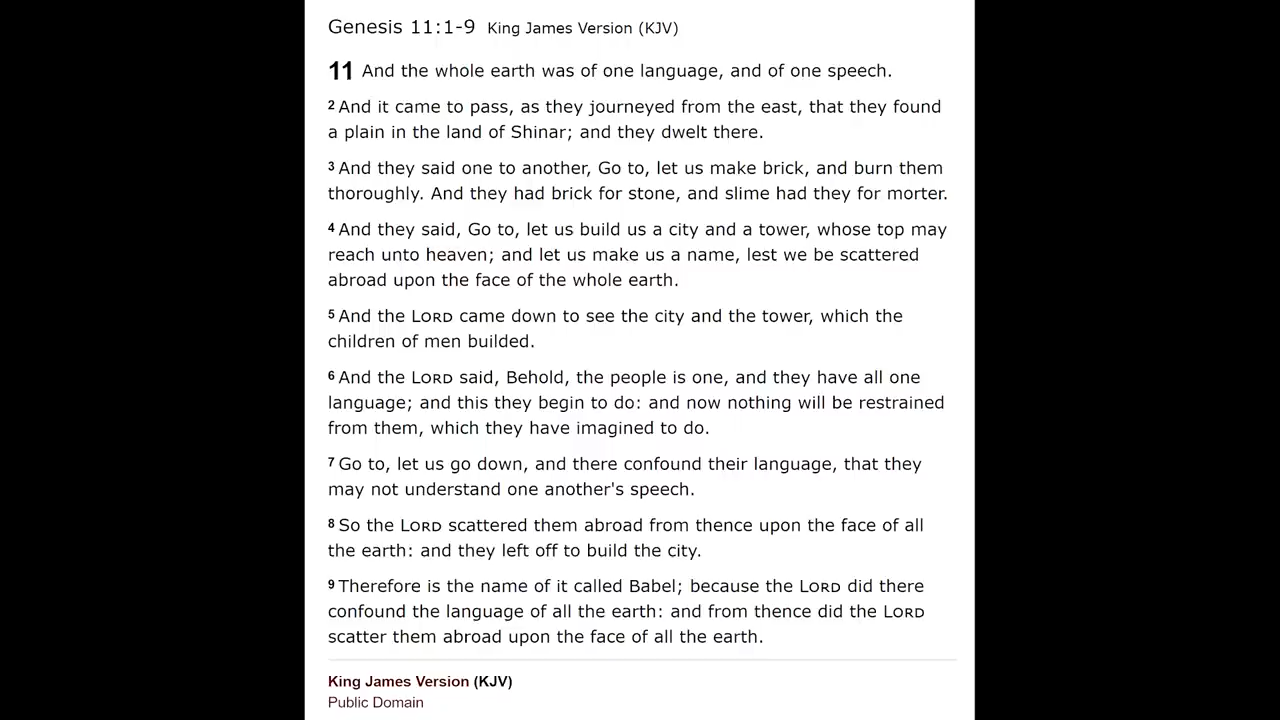 Genesis 11:1-9 King James Version (KJV)
11 And the whole earth was of one language, and of one speech.
2 And it came to pass, as they journeyed from the east, that they found
a plain in the land of Shinar; and they dwelt there.
3 And they said one to another, Go to, let us make brick, and burn them
thoroughly. And they had brick for stone, and slime had they for morter.
4 And they said, Go to, let us build us a city and a tower, whose top may
reach unto heaven; and let us make us a name, lest we be scattered
abroad upon the face of the whole earth.
5 And the LORD came down to see the city and the tower, which the
children of men builded.
6 And the LORD said, Behold, the people is one, and they have all one
language; and this they begin to do: and now nothing will be restrained
from them, which they have imagined to do.
7 Go to, let us go down, and there confound their language, that they
may not understand one another's speech.
8 So the LORD scattered them abroad from thence upon the face of all
the earth: and they left off to build the city.
9 Therefore is the name of it called Babel; because the LORD did there
confound the language of all the earth: and from thence did the LORD
scatter them abroad upon the face of all the earth.
King James Version (KJV)
Public Domain